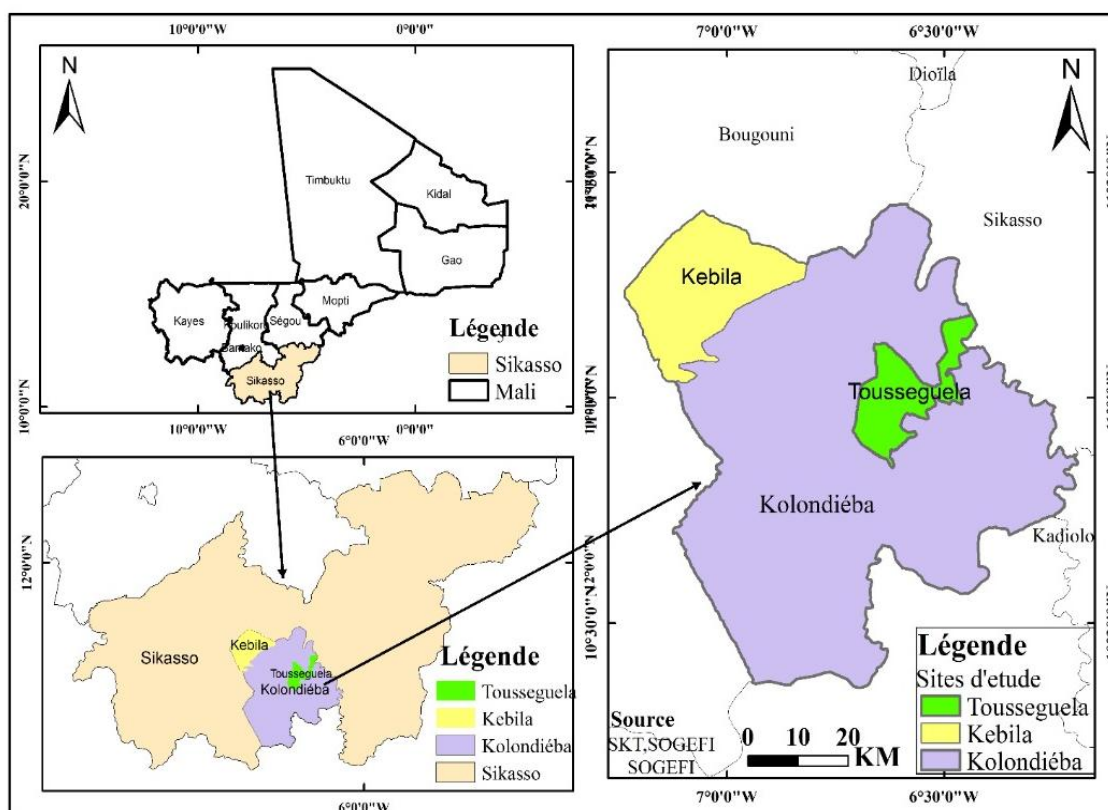 10°0'0"W
0°0'0"
N
20°0'0"N
10°0'0"N
Timbuktu
Kidal
Gao
Mopti
Kayes
Ségou
Sikasso
Légende
Sikasso
Mali
10°0'0"W
0°0'0"
6°0'0"W
12°0'0"N
Kebila
Sikasso
Tousseguela
Kolondiéba
Légende
Tousseguela
Kebila
Kolondiéba
Sikasso
6°0'0"W
7°0'0"W
6°30'0"W
N
Dioïla
Bougouni
Sikasso
Kebila
Tousseguela
Kolondiéba
Kadiolo
10°30'0"N
Légende
Sites d'etude
Tousseguela
Kebila
Kolondiéba
Source
SKT,SOGEFI
SOGEFI
0 10 20
KM
7°0'0"W
6°30'0"W